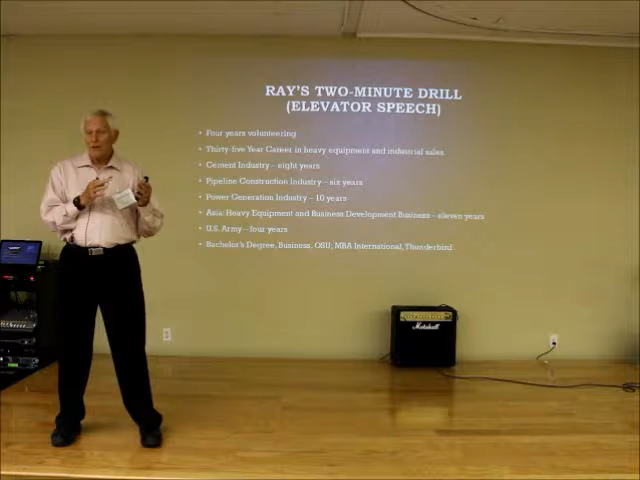 RAY'S TWO-MINUTE DRILL
(ELEVATOR SPEECH)
• Four years volunteering
• Thirty-five Year Career in heavy equipment and industrial sales
• Cement Industry – eight years
• Pipeline Construction Industry – six years
• Power Generation Industry – 10 years
• Asia: Heavy Equipment and Business Development Business – eleven years
• U.S. Army – four years
• Bachelor's Degree, Business, OSU; MBA International, Thunderbird
Marshall